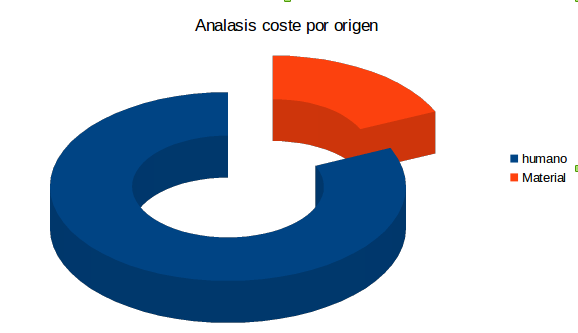 Analasis coste por origen
humano
Material